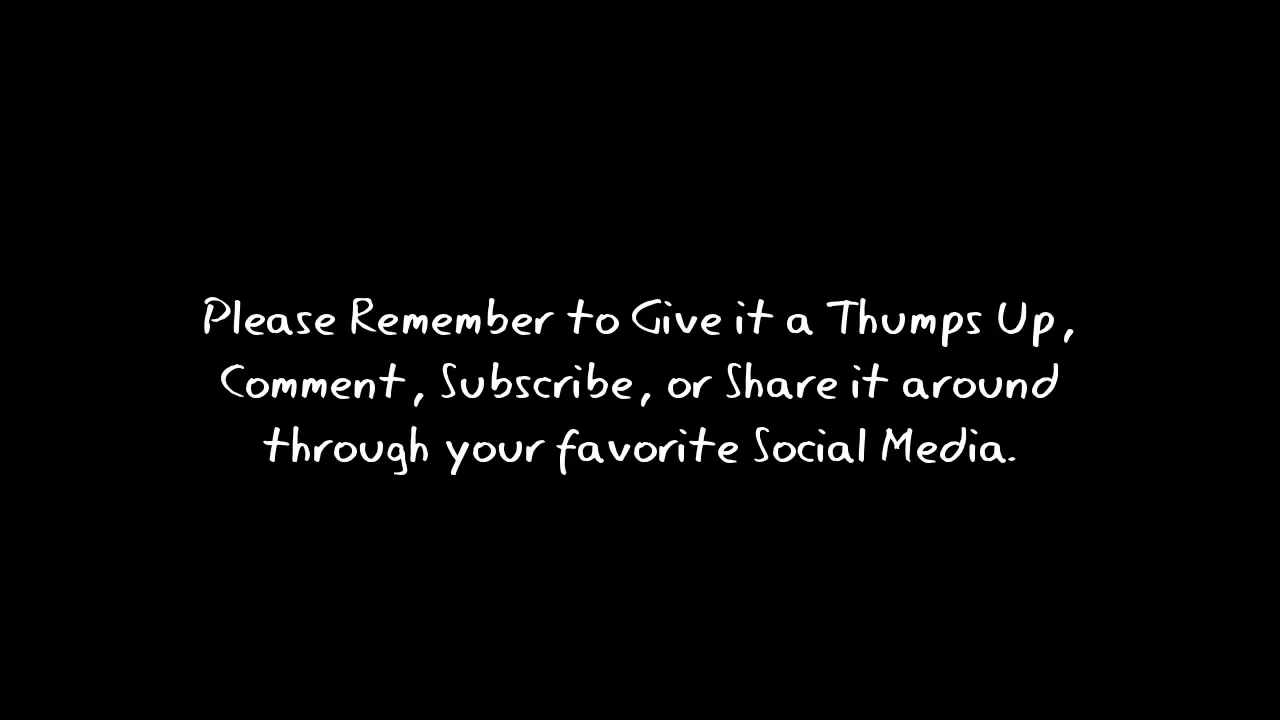 Please Remember to Give it a Thumps Up,
Comment, Subscribe, or Share it around
through your favorite Social Media.